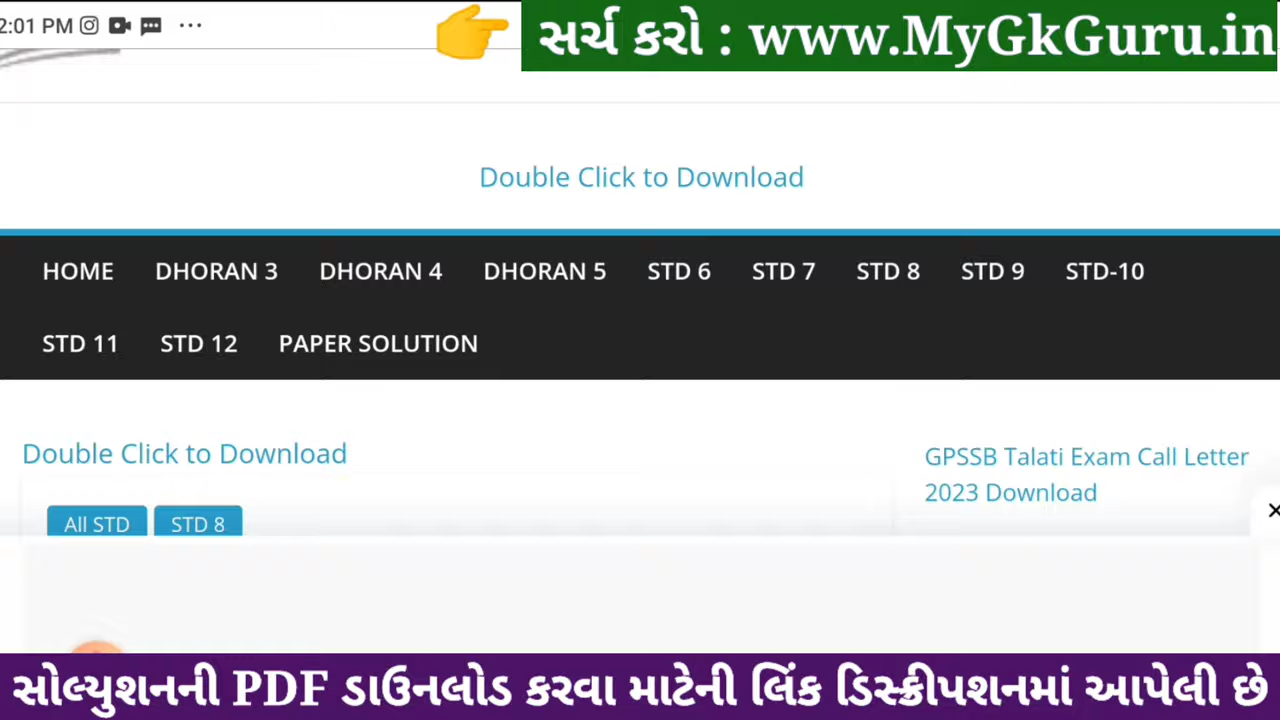 2:01 PM
સર્ચ કરો : www.MyGkGuru.in
Double Click to Download
HOME DHORAN 3 DHORAN 4 DHORAN 5 STD 6 STD 7 STD 8 STD 9 STD-10
STD 11 STD 12 PAPER SOLUTION
Double Click to Download
GPSSB Talati Exam Call Letter
2023 Download
All STD STD 8
સોલ્યુશનની PDF ડાઉનલોડ કરવા માટેની લિંક ડિસ્ક્રીપશનમાં આપેલી છે